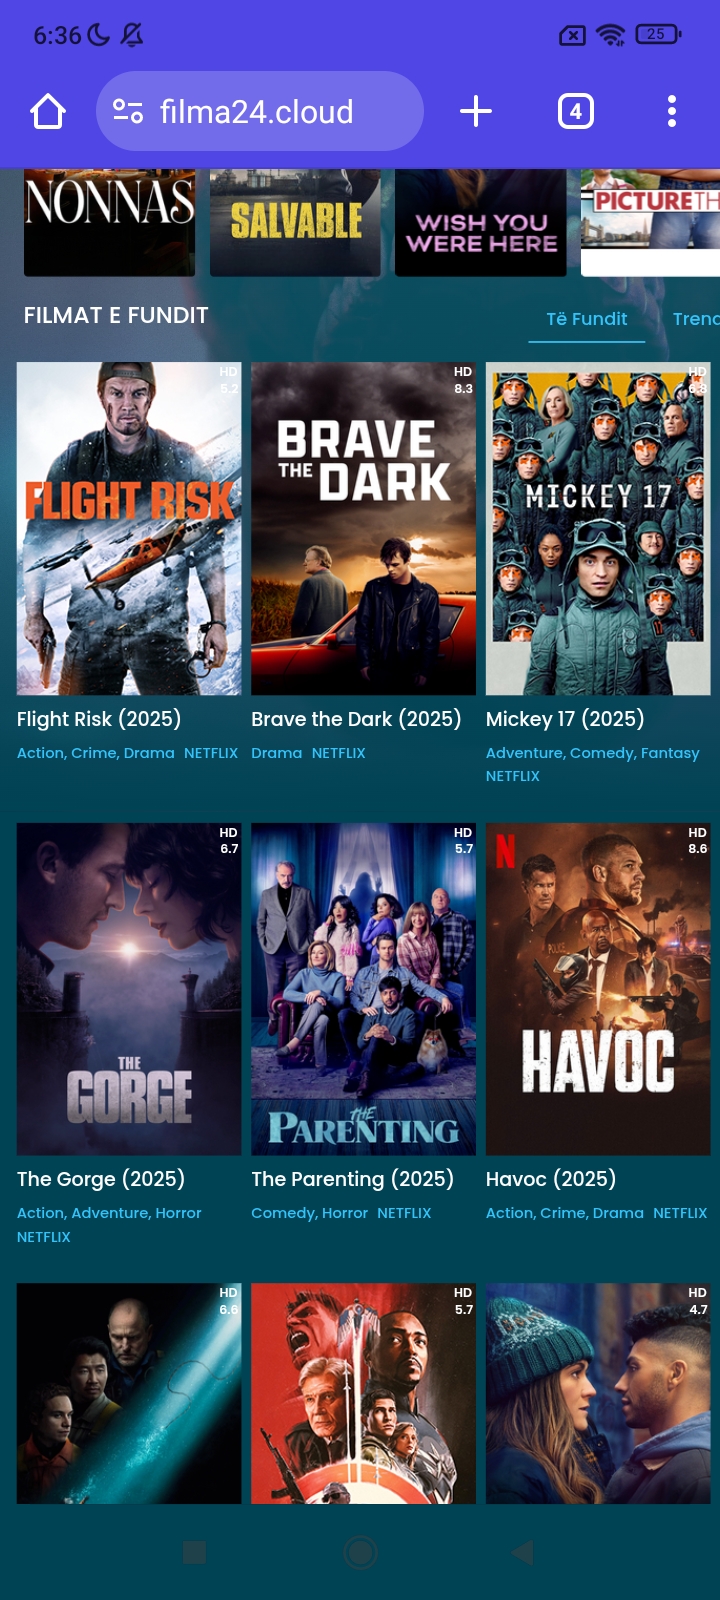 6:36
25
filma24.cloud
4
NONNAS
SALVABLE
WISH YOU
WERE HERE
PICTURE TH
FILMAT E FUNDIT
Të Fundit
Trend
HD
5.2
FLIGHT RISK
HD
8.3
BRAVE
THE DARK
HD
6.8
MICKEY 17
Flight Risk (2025)
Brave the Dark (2025)
Mickey 17 (2025)
Action, Crime, Drama NETFLIX
Drama NETFLIX
Adventure, Comedy, Fantasy
NETFLIX
HD
6.7
THE
GORGE
HD
5.7
THE
PARENTING
HD
8.6
N
POLICE
HAVOC
The Gorge (2025)
The Parenting (2025)
Havoc (2025)
Action, Adventure, Horror
NETFLIX
Comedy, Horror NETFLIX
Action, Crime, Drama NETFLIX
HD
6.6
HD
5.7
HD
4.7